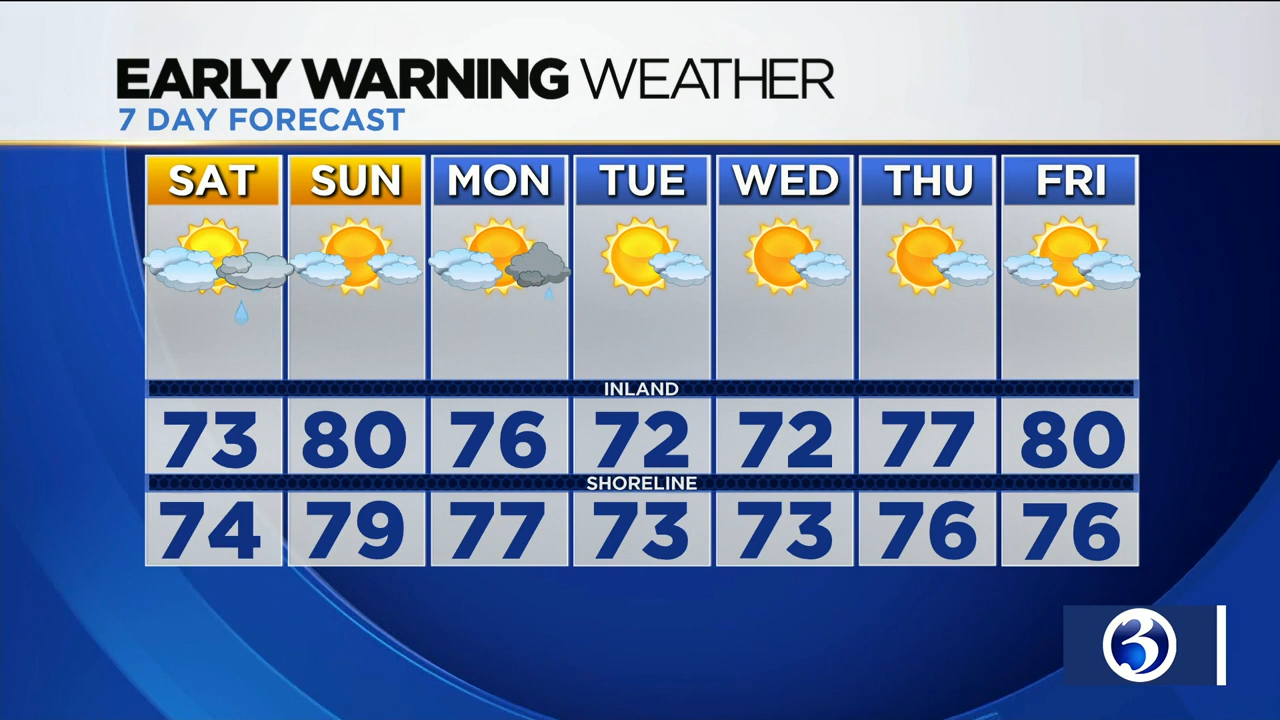 EARLY WARNING WEATHER
7 DAY FORECAST
SAT SUN MON TUE WED THU FRI
INLAND
73 80 76 72 72 77 80
SHORELINE
74 79 77 73 73 76 76
3